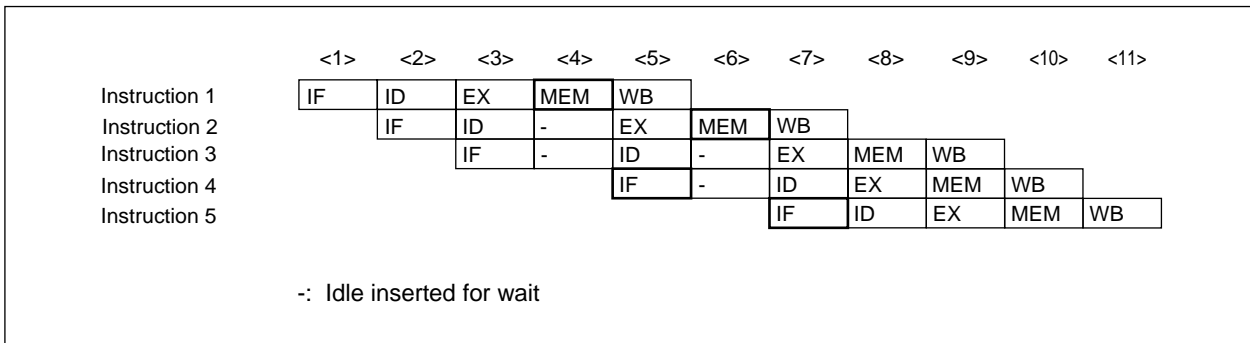 <1> <2> <3> <4> <5> <6> <7> <8> <9> <10> <11>
Instruction 1 IF ID EX MEM WB
Instruction 2 IF ID - EX MEM WB
Instruction 3 IF - ID - EX MEM WB
Instruction 4 IF - ID EX MEM WB
Instruction 5 IF ID EX MEM WB
-: Idle inserted for wait